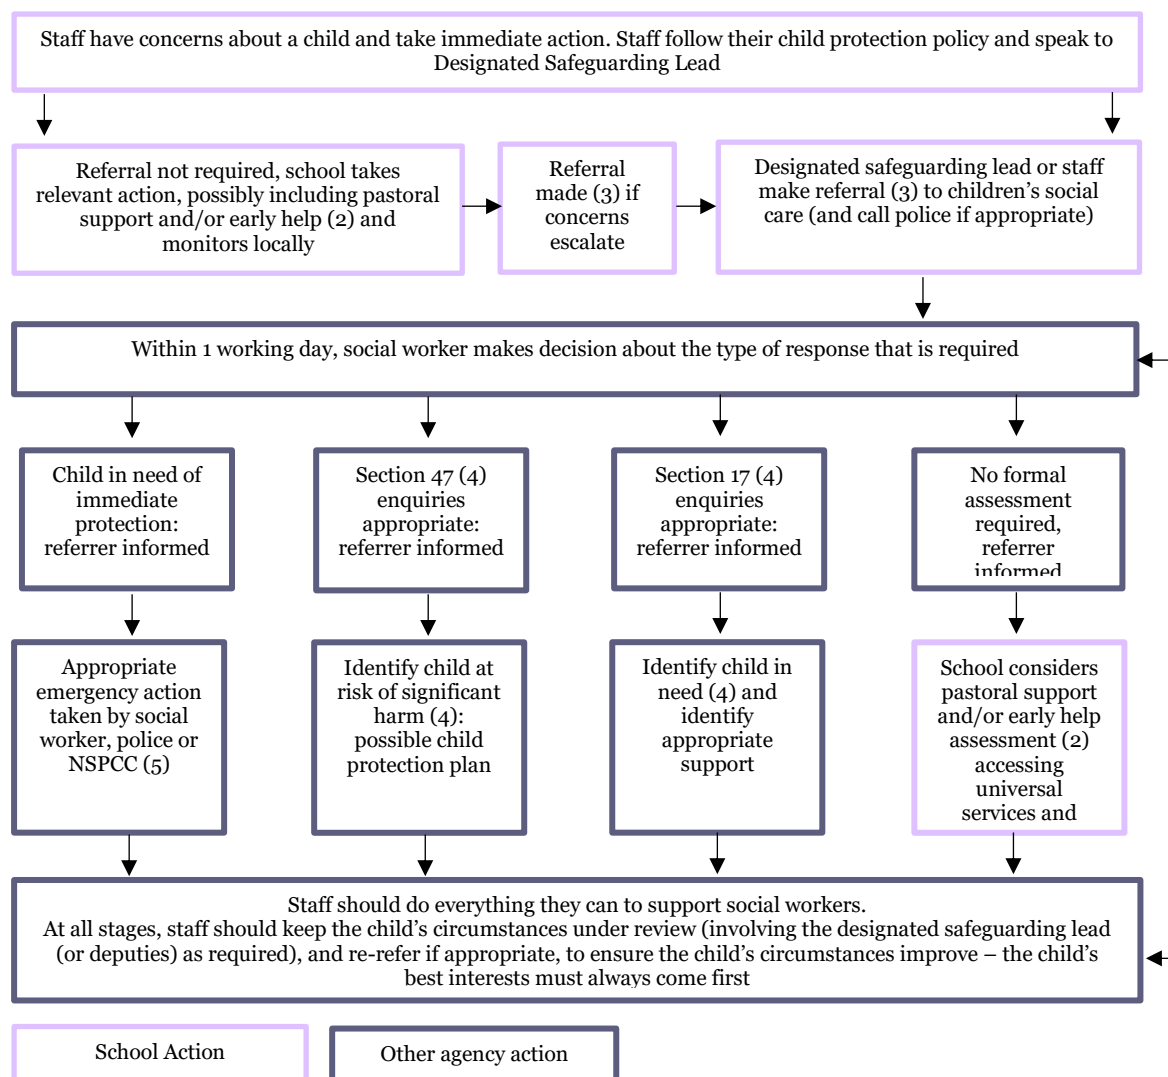 Staff have concerns about a child and take immediate action. Staff follow their child protection policy and speak to
Designated Safeguarding Lead
Referral not required, school takes
relevant action, possibly including pastoral
support and/or early help (2) and
monitors locally
Referral
made (3) if
concerns
escalate
Designated safeguarding lead or staff
make referral (3) to children’s social
care (and call police if appropriate)
Within 1 working day, social worker makes decision about the type of response that is required
Child in need of
immediate
protection:
referrer informed
Section 47 (4)
enquiries
appropriate:
referrer informed
Section 17 (4)
enquiries
appropriate:
referrer informed
No formal
assessment
required,
referrer
informed
Appropriate
emergency action
taken by social
worker, police or
NSPCC (5)
Identify child at
risk of significant
harm (4):
possible child
protection plan
Identify child in
need (4) and
identify
appropriate
support
School considers
pastoral support
and/or early help
assessment (2)
accessing
universal
services and
Staff should do everything they can to support social workers.
At all stages, staff should keep the child’s circumstances under review (involving the designated safeguarding lead
(or deputies) as required), and re-refer if appropriate, to ensure the child’s circumstances improve – the child’s
best interests must always come first
School Action
Other agency action